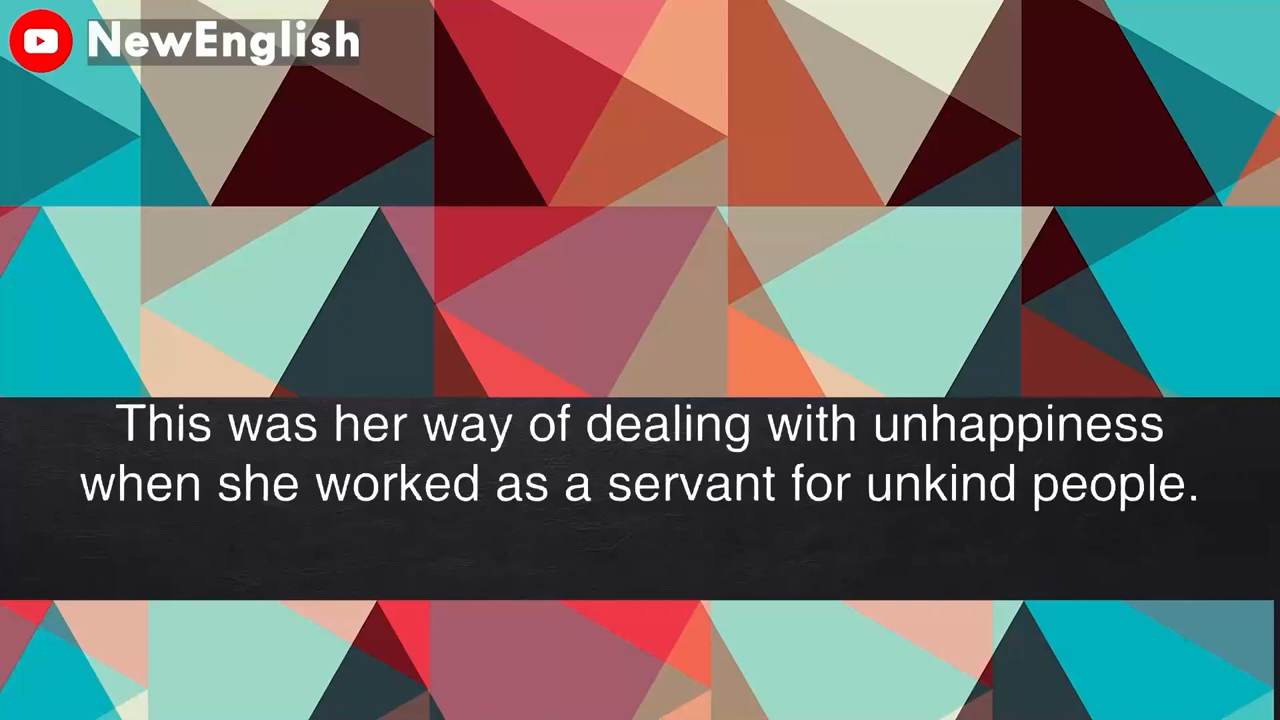 NewEnglish
This was her way of dealing with unhappiness
when she worked as a servant for unkind people.